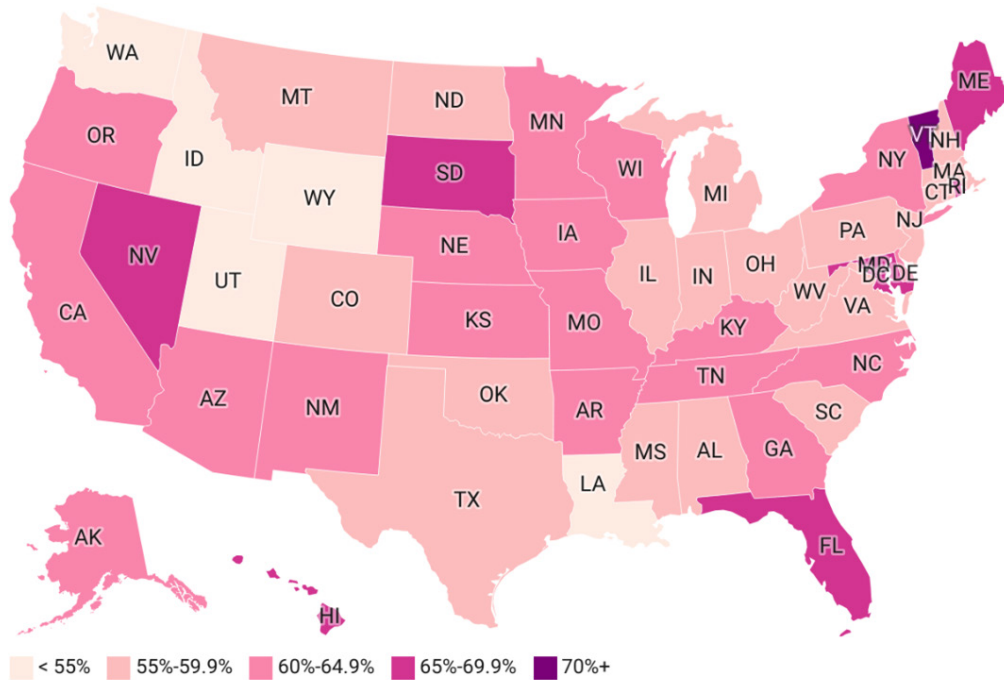 WA
MT
ND
MN
ME
VT
NH
OR
ID
SD
WI
NY
MA
WY
MI
CT
RI
NV
NE
IA
PA
NJ
UT
CO
IL
IN
OH
MD
DC
DE
WV
VA
CA
KS
MO
KY
AZ
NM
OK
AR
TN
NC
SC
TX
LA
MS
AL
GA
AK
HI
FL
< 55%
55%-59.9%
60%-64.9%
65%-69.9%
70%+